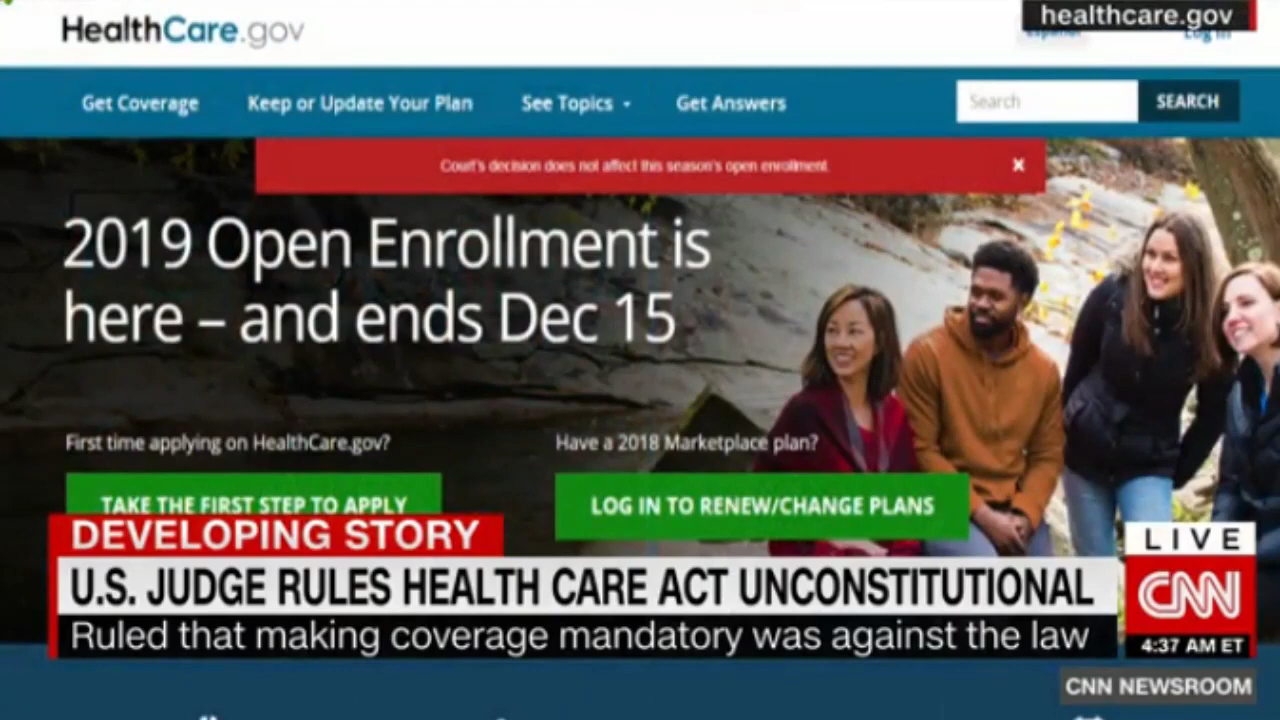 HealthCare.gov
healthcare.gov
Español
Log in
Get Coverage
Keep or Update Your Plan
See Topics
Get Answers
Search
SEARCH
Court's decision does not affect this season's open enrollment.
X
2019 Open Enrollment is
here – and ends Dec 15
First time applying on HealthCare.gov?
Have a 2018 Marketplace plan?
TAKE THE FIRST STEP TO APPLY
LOG IN TO RENEW/CHANGE PLANS
DEVELOPING STORY
U.S. JUDGE RULES HEALTH CARE ACT UNCONSTITUTIONAL
Ruled that making coverage mandatory was against the law
LIVE
CNN
4:37 AM ET
CNN NEWSROOM